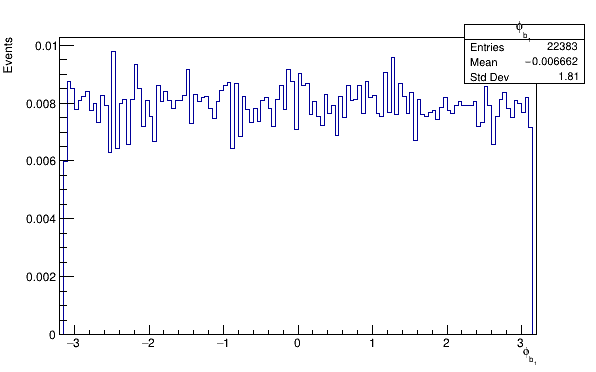 ϕ_b₁
Entries 22383
Mean −0.006662
Std Dev 1.81
Events
0.01
0.008
0.006
0.004
0.002
0
−3 −2 −1 0 1 2 3
ϕ_b₁